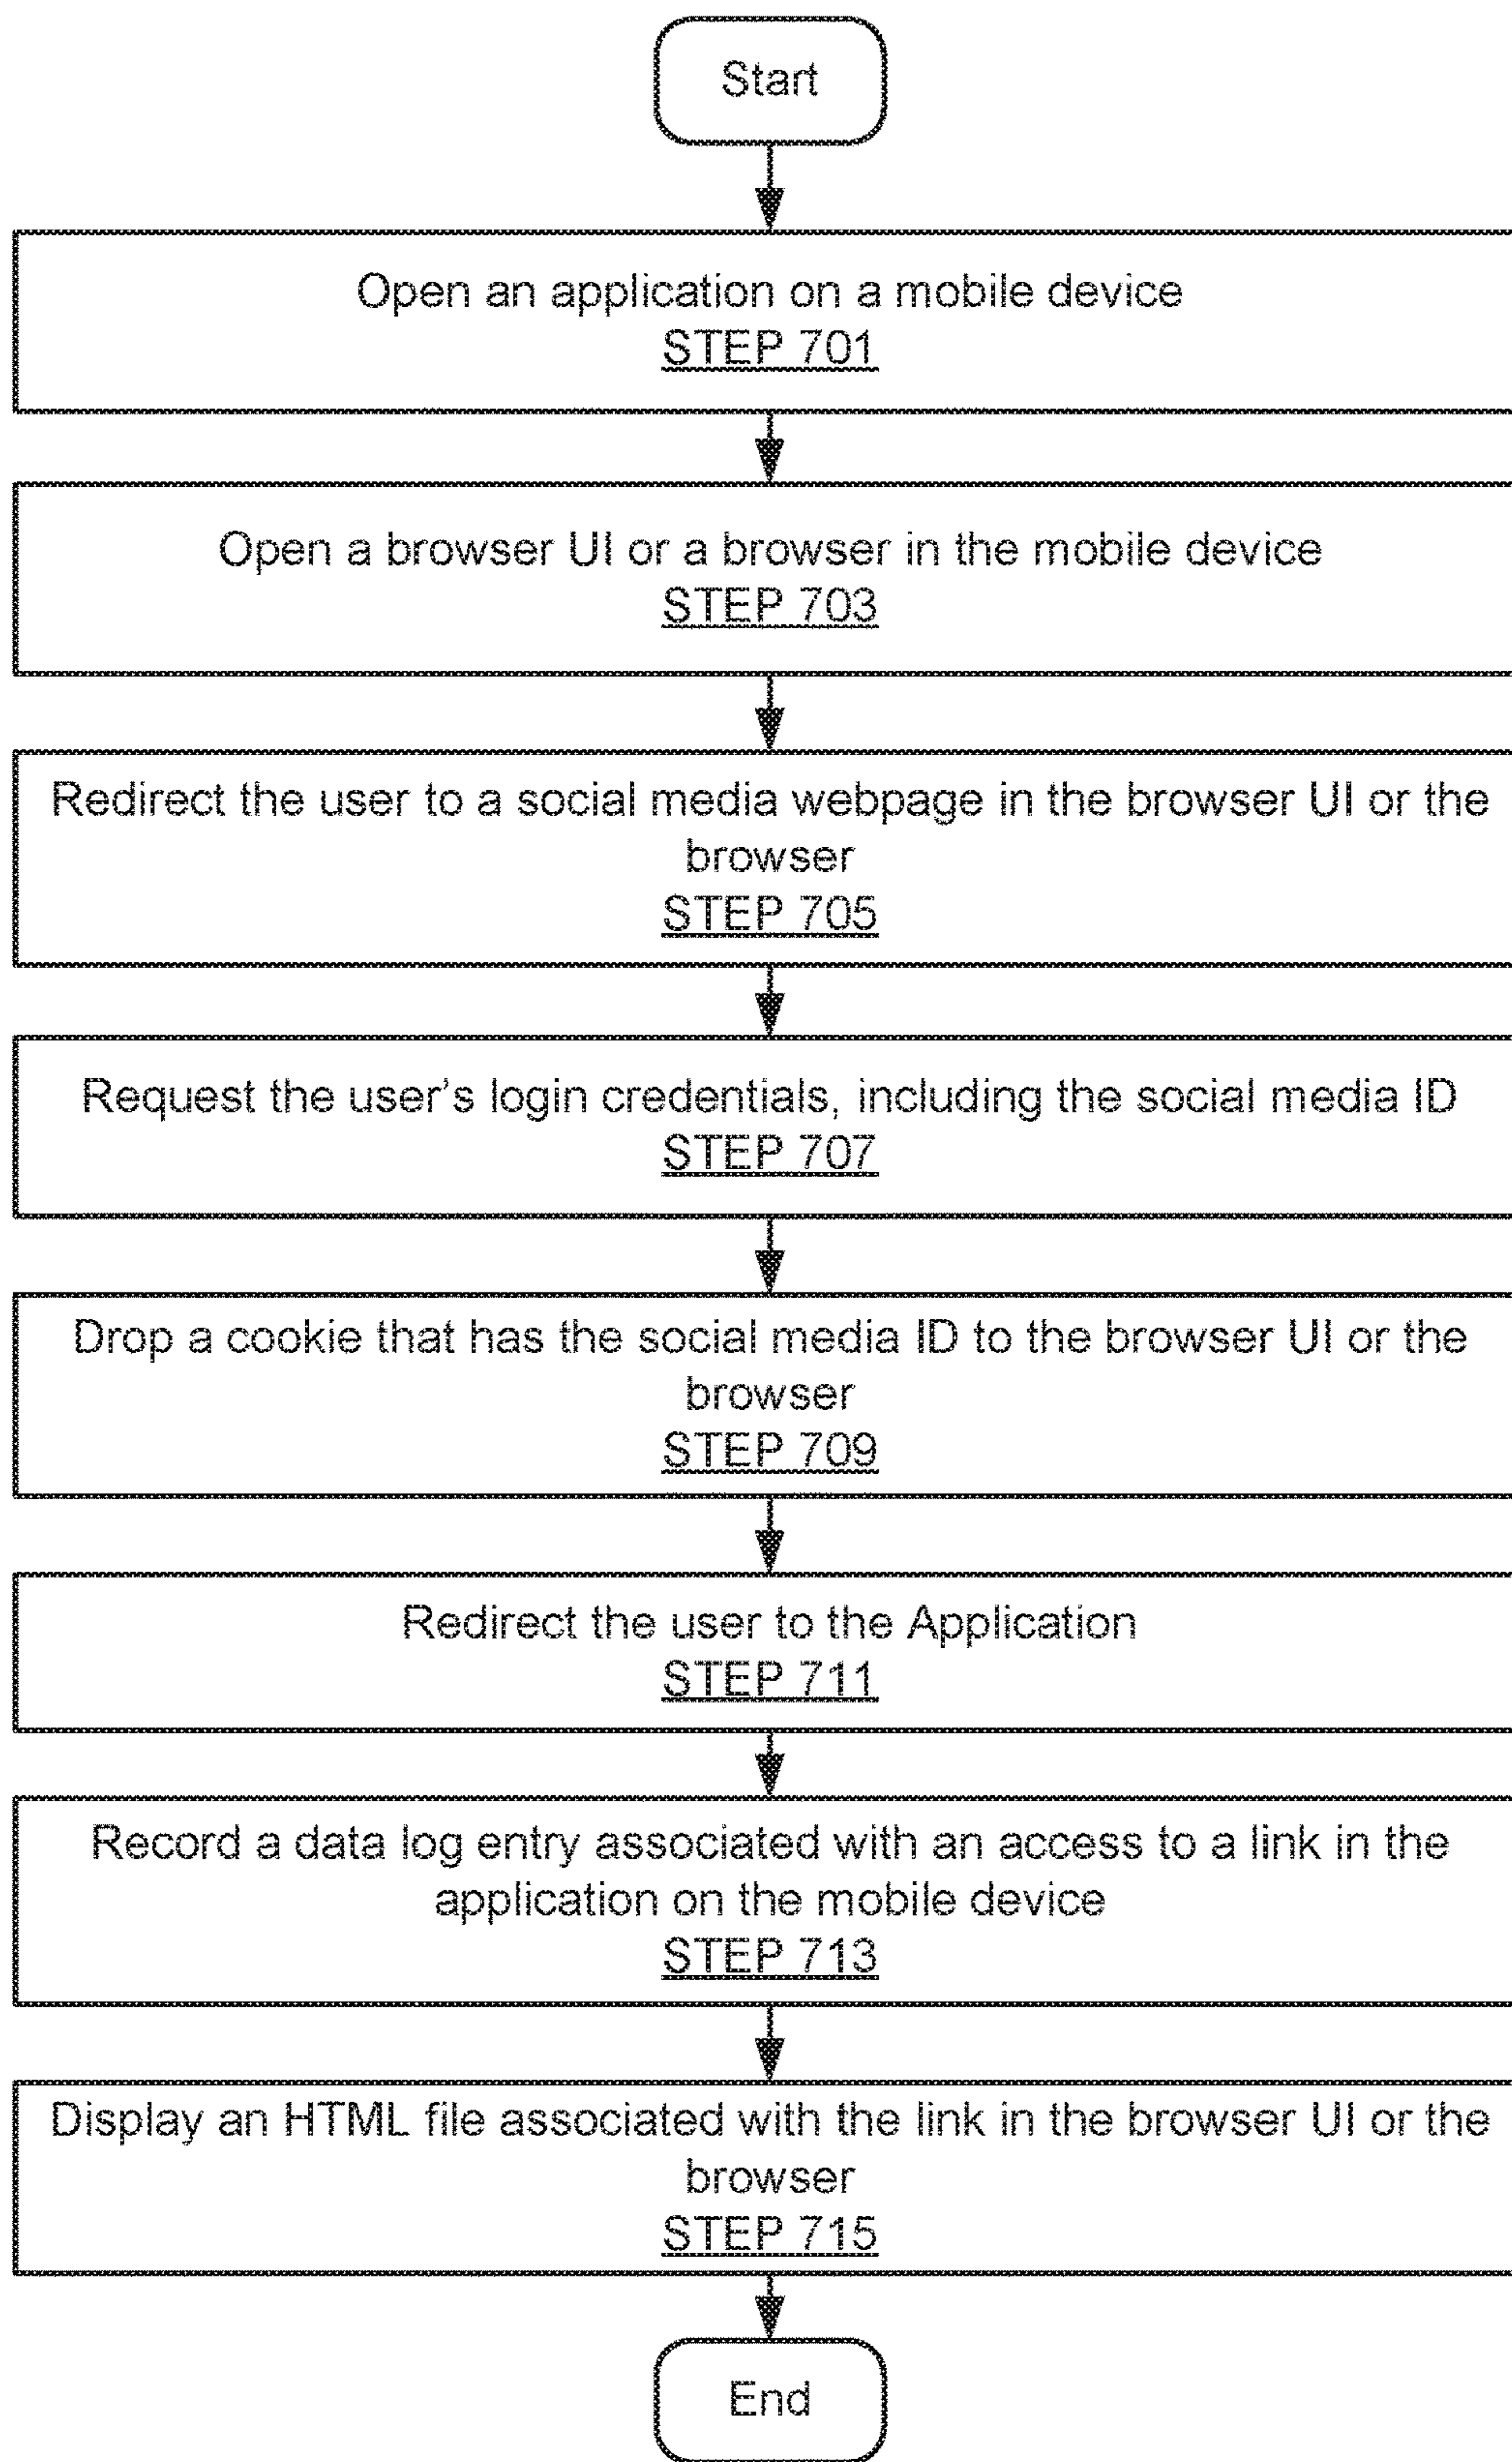 Start
Open an application on a mobile device
STEP 701
Open a browser UI or a browser in the mobile device
STEP 703
Redirect the user to a social media webpage in the browser UI or the
browser
STEP 705
Request the user's login credentials, including the social media ID
STEP 707
Drop a cookie that has the social media ID to the browser UI or the
browser
STEP 709
Redirect the user to the Application
STEP 711
Record a data log entry associated with an access to a link in the
application on the mobile device
STEP 713
Display an HTML file associated with the link in the browser UI or the
browser
STEP 715
End